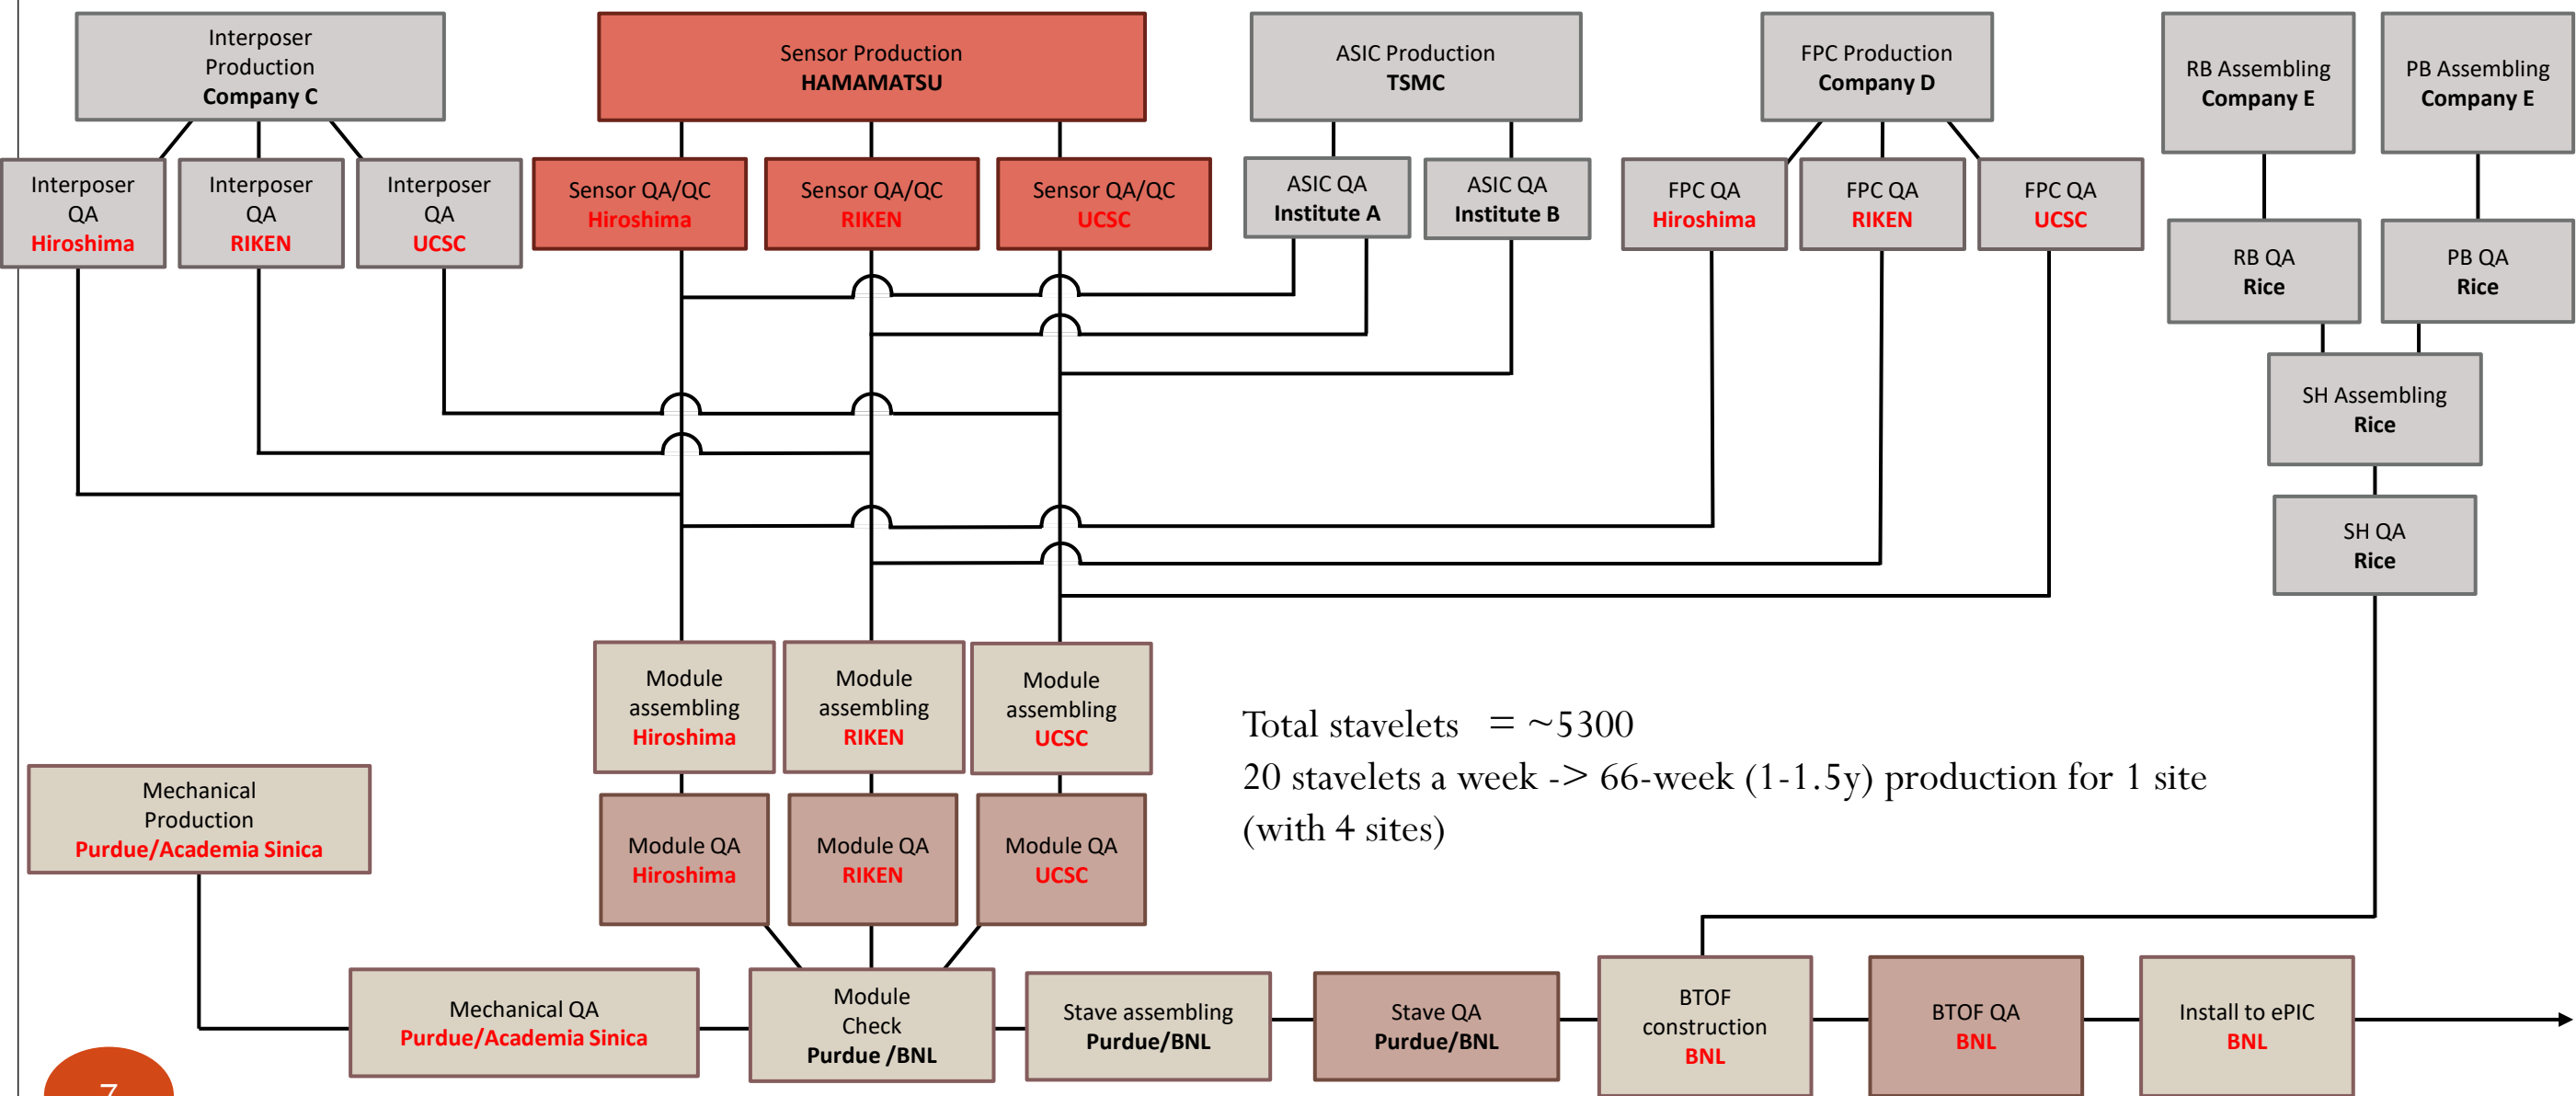 Interposer
Production
Company C
Sensor Production
HAMAMATSU
ASIC Production
TSMC
FPC Production
Company D
RB Assembling
Company E
PB Assembling
Company E
Interposer
QA
Hiroshima
Interposer
QA
RIKEN
Interposer
QA
UCSC
Sensor QA/QC
Hiroshima
Sensor QA/QC
RIKEN
Sensor QA/QC
UCSC
ASIC QA
Institute A
ASIC QA
Institute B
FPC QA
Hiroshima
FPC QA
RIKEN
FPC QA
UCSC
RB QA
Rice
PB QA
Rice
SH Assembling
Rice
SH QA
Rice
Module
assembling
Hiroshima
Module
assembling
RIKEN
Module
assembling
UCSC
Total stavelets = ~5300
20 stavelets a week -> 66-week (1-1.5y) production for 1 site
(with 4 sites)
Mechanical
Production
Purdue/Academia Sinica
Module QA
Hiroshima
Module QA
RIKEN
Module QA
UCSC
Mechanical QA
Purdue/Academia Sinica
Module
Check
Purdue /BNL
Stave assembling
Purdue/BNL
Stave QA
Purdue/BNL
BTOF
construction
BNL
BTOF QA
BNL
Install to ePIC
BNL
7